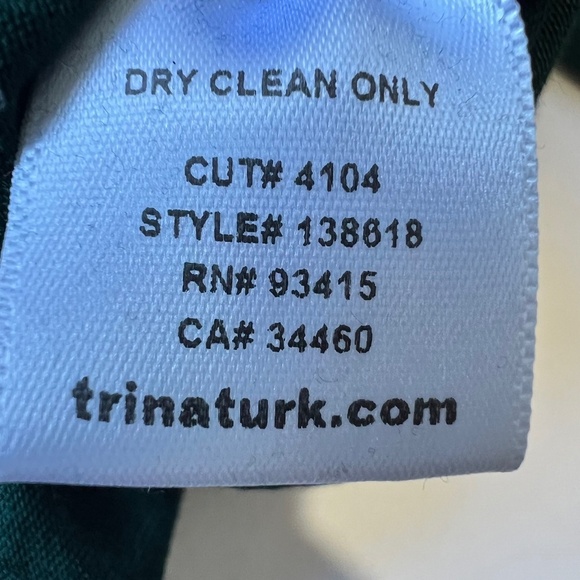 DRY CLEAN ONLY
CUT# 4104
STYLE# 138618
RN# 93415
CA# 34460
trinaturk.com